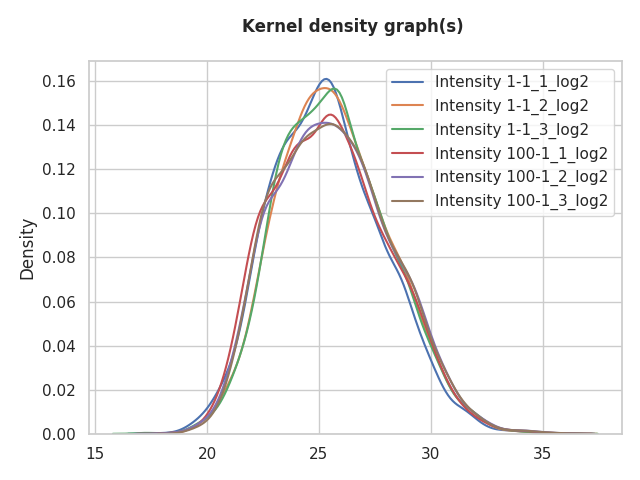 Kernel density graph(s)
Density
0.16
0.14
0.12
0.10
0.08
0.06
0.04
0.02
0.00
15 20 25 30 35
Intensity 1-1_1_log2
Intensity 1-1_2_log2
Intensity 1-1_3_log2
Intensity 100-1_1_log2
Intensity 100-1_2_log2
Intensity 100-1_3_log2